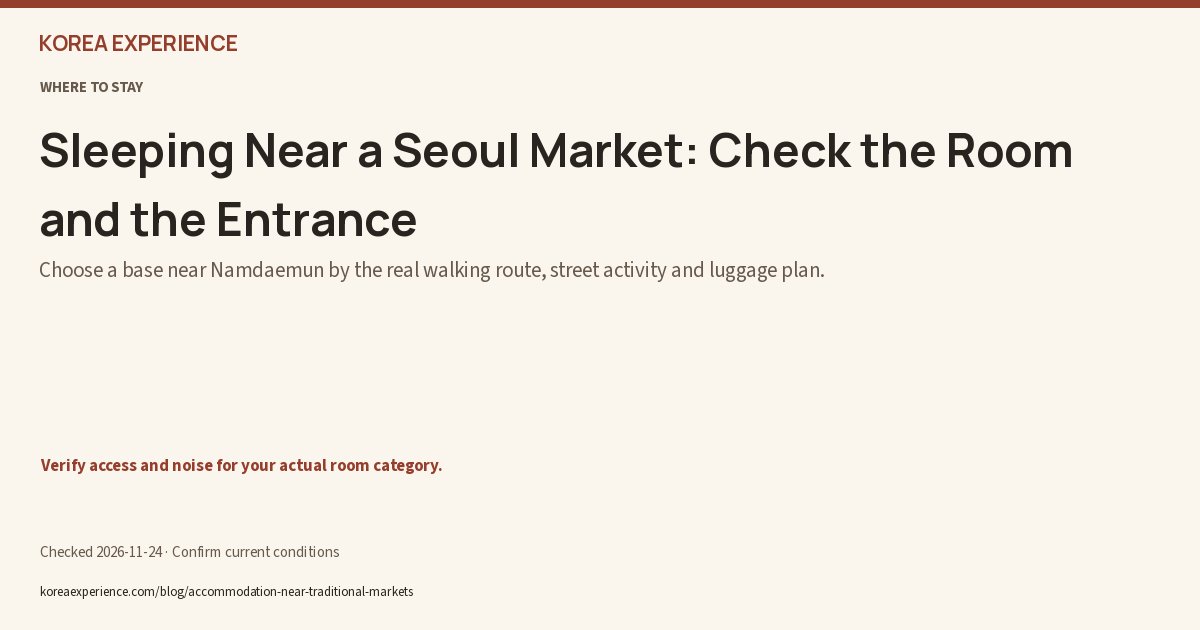 KOREA EXPERIENCE
WHERE TO STAY
Sleeping Near a Seoul Market: Check the Room
and the Entrance
Choose a base near Namdaemun by the real walking route, street activity and luggage plan.
Verify access and noise for your actual room category.
Checked 2026-11-24 · Confirm current conditions
koreaexperience.com/blog/accommodation-near-traditional-markets